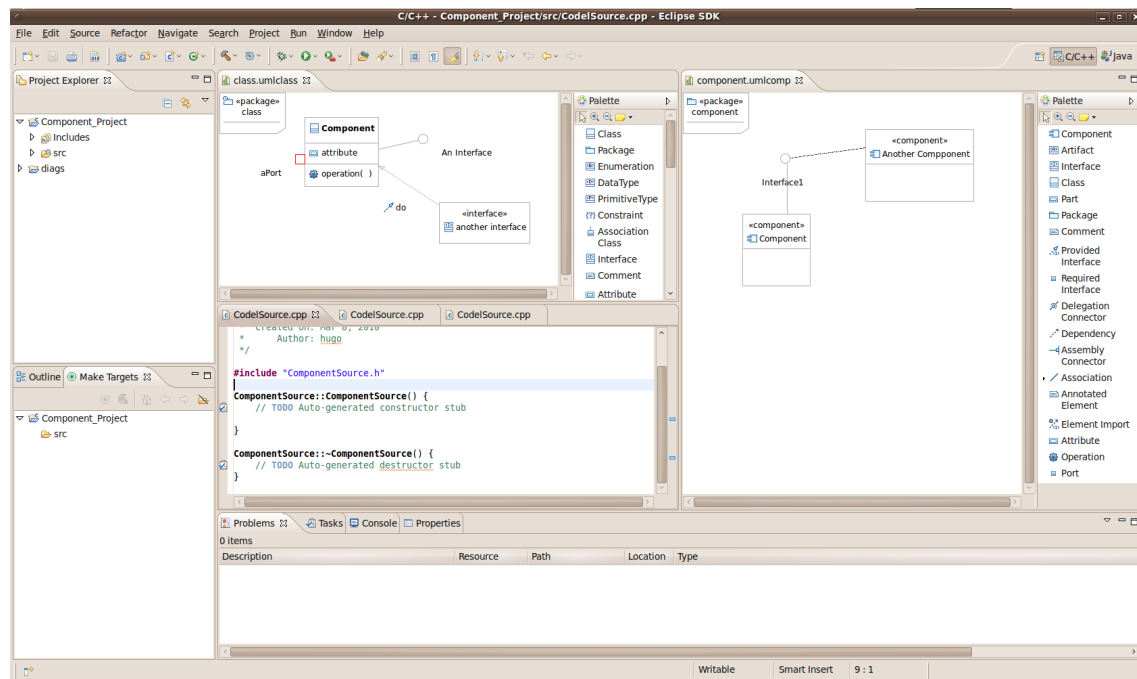 C/C++ - Component_Project/src/CodelSource.cpp - Eclipse SDK
File Edit Source Refactor Navigate Search Project Run Window Help
C/C++ Java
Project Explorer
Component_Project
Includes
src
diags
class.umlclass
«package»
class
Component
attribute
operation( )
An Interface
aPort
do
«interface»
another interface
Palette
Class
Package
Enumeration
DataType
PrimitiveType
Constraint
Association
Class
Interface
Comment
Attribute
component.umlcomp
«package»
component
«component»
Another Compponent
Interface1
«component»
Component
Palette
Component
Artifact
Interface
Class
Part
Package
Comment
Provided
Interface
Required
Interface
Delegation
Connector
Dependency
Assembly
Connector
Association
Annotated
Element
Element Import
Attribute
Operation
Port
CodelSource.cpp CodelSource.cpp CodelSource.cpp
* Created on: Mar 8, 2010
* Author: hugo
*/
#include "ComponentSource.h"
ComponentSource::ComponentSource() {
// TODO Auto-generated constructor stub
}
ComponentSource::~ComponentSource() {
// TODO Auto-generated destructor stub
}
Outline Make Targets
Component_Project
src
Problems Tasks Console Properties
0 items
Description Resource Path Location Type
Writable Smart Insert 9 : 1